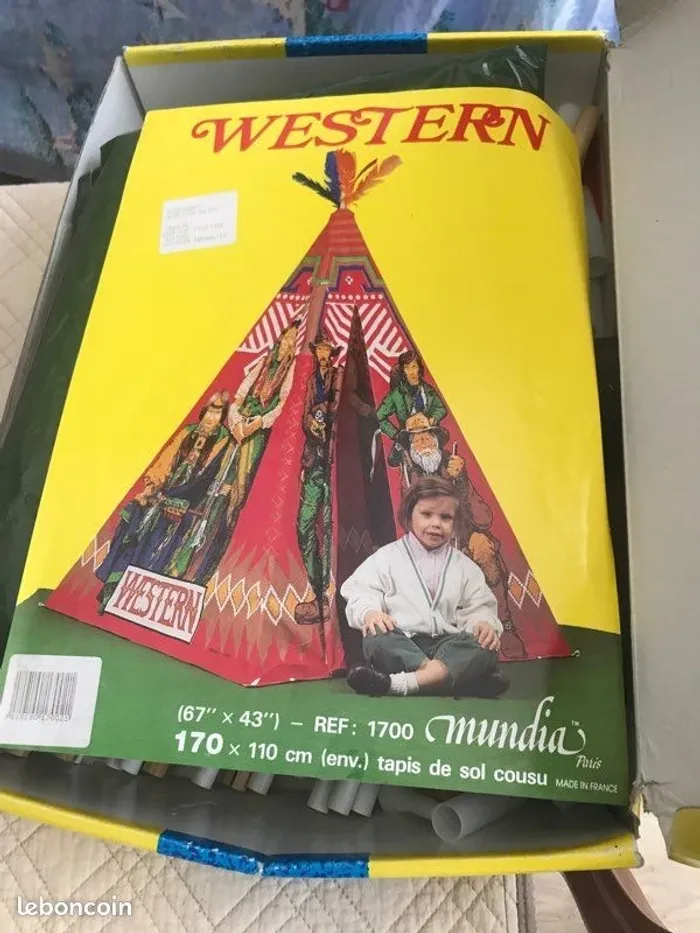 WESTERN
WESTERN
(67" × 43") – REF: 1700
mundia™
Paris
170 × 110 cm (env.) tapis de sol cousu
MADE IN FRANCE
leboncoin